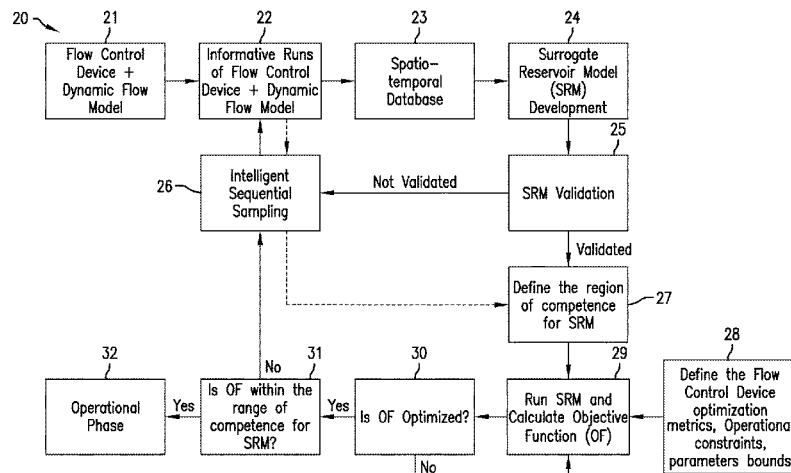 20
21
22
23
24
Flow Control
Device +
Dynamic Flow
Model
Informative Runs
of Flow Control
Device + Dynamic
Flow Model
Spatio-
temporal
Database
Surrogate
Reservoir Model
(SRM)
Development
25
26
Intelligent
Sequential
Sampling
Not Validated
SRM Validation
Validated
Define the region
of competence
for SRM
27
28
No
32
31
30
29
Operational
Phase
Yes
Is OF within the
range of
competence for
SRM?
Yes
Is OF Optimized?
Run SRM and
Calculate Objective
Function (OF)
Define the Flow
Control Device
optimization
metrics, Operational
constraints,
parameters bounds
No